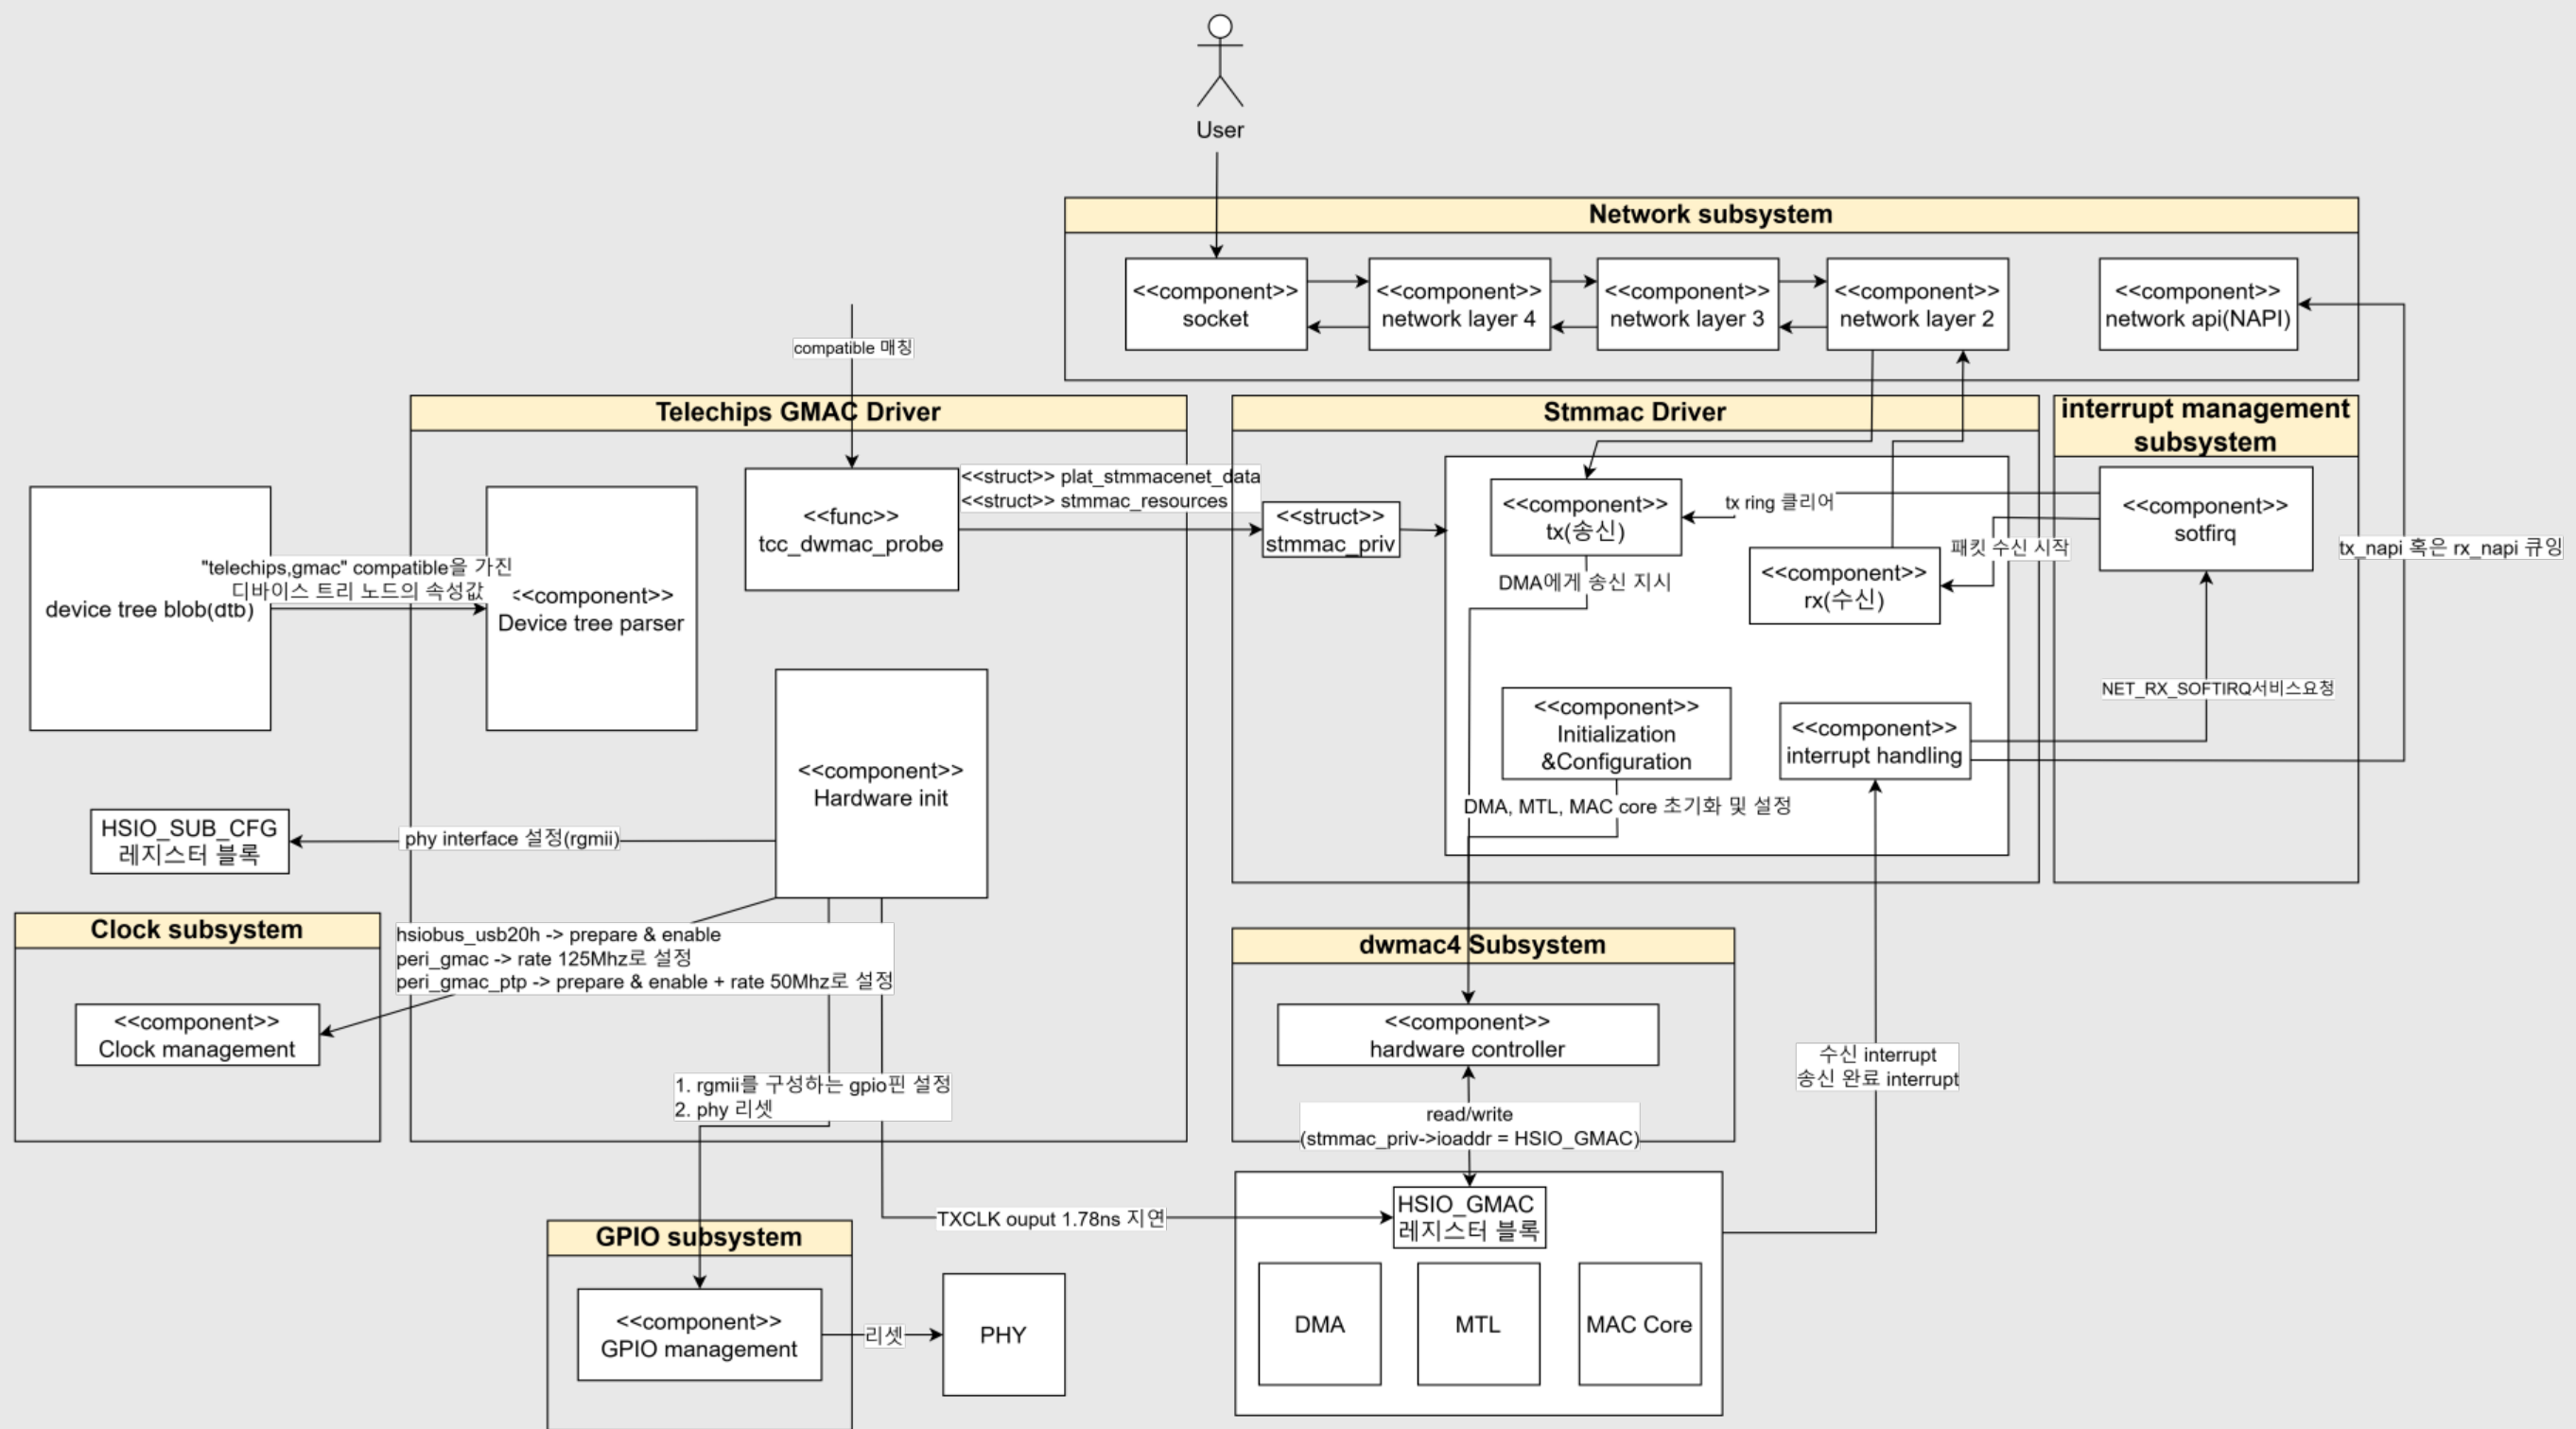 User
Network subsystem
<<component>>
socket
<<component>>
network layer 4
<<component>>
network layer 3
<<component>>
network layer 2
<<component>>
network api(NAPI)
compatible 매칭
Telechips GMAC Driver
Stmmac Driver
interrupt management
subsystem
<<func>>
tcc_dwmac_probe
<<struct>> plat_stmmacenet_data
<<struct>> stmmac_resources
<<struct>>
stmmac_priv
<<component>>
tx(송신)
tx ring 클리어
<<component>>
sotfirq
패킷 수신 시작
tx_napi 혹은 rx_napi 큐잉
DMA에게 송신 지시
<<component>>
rx(수신)
"telechips,gmac" compatible을 가진
디바이스 트리 노드의 속성값
device tree blob(dtb)
<<component>>
Device tree parser
NET_RX_SOFTIRQ서비스요청
<<component>>
Initialization
&Configuration
<<component>>
interrupt handling
<<component>>
Hardware init
DMA, MTL, MAC core 초기화 및 설정
HSIO_SUB_CFG
레지스터 블록
phy interface 설정(rgmii)
Clock subsystem
hsiobus_usb20h -> prepare & enable
peri_gmac -> rate 125Mhz로 설정
peri_gmac_ptp -> prepare & enable + rate 50Mhz로 설정
<<component>>
Clock management
dwmac4 Subsystem
<<component>>
hardware controller
수신 interrupt
송신 완료 interrupt
1. rgmii를 구성하는 gpio핀 설정
2. phy 리셋
read/write
(stmmac_priv->ioaddr = HSIO_GMAC)
TXCLK ouput 1.78ns 지연
HSIO_GMAC
레지스터 블록
GPIO subsystem
<<component>>
GPIO management
리셋
PHY
DMA
MTL
MAC Core